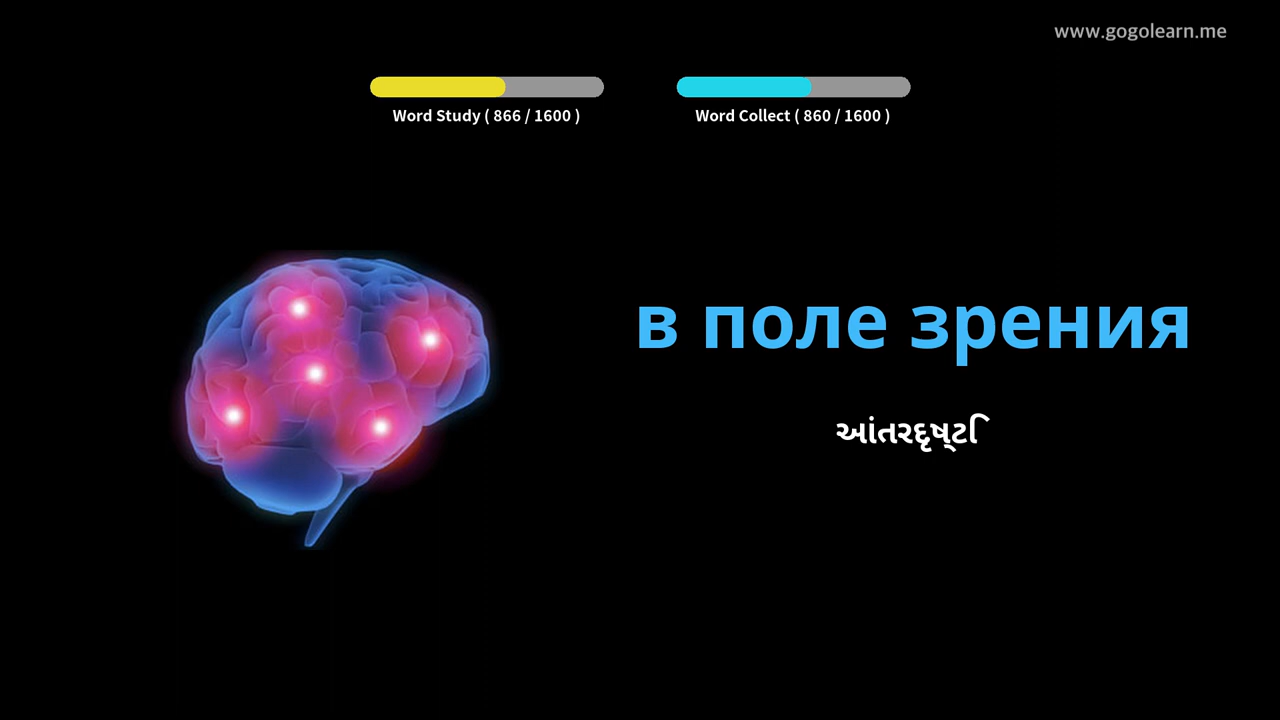 www.gogolearn.me
Word Study ( 866 / 1600 )
Word Collect ( 860 / 1600 )
в поле зрения
આંતરદૃષ્ટિ